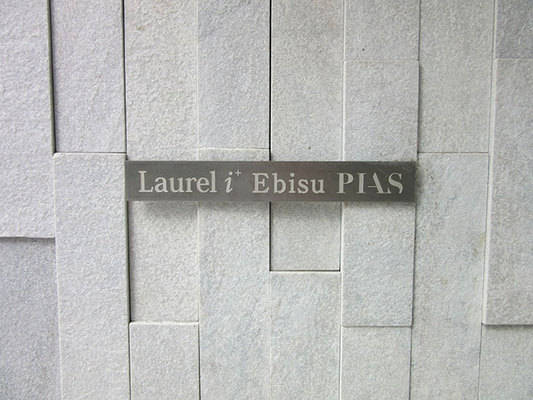 Laurel i⁺ Ebisu PIAS